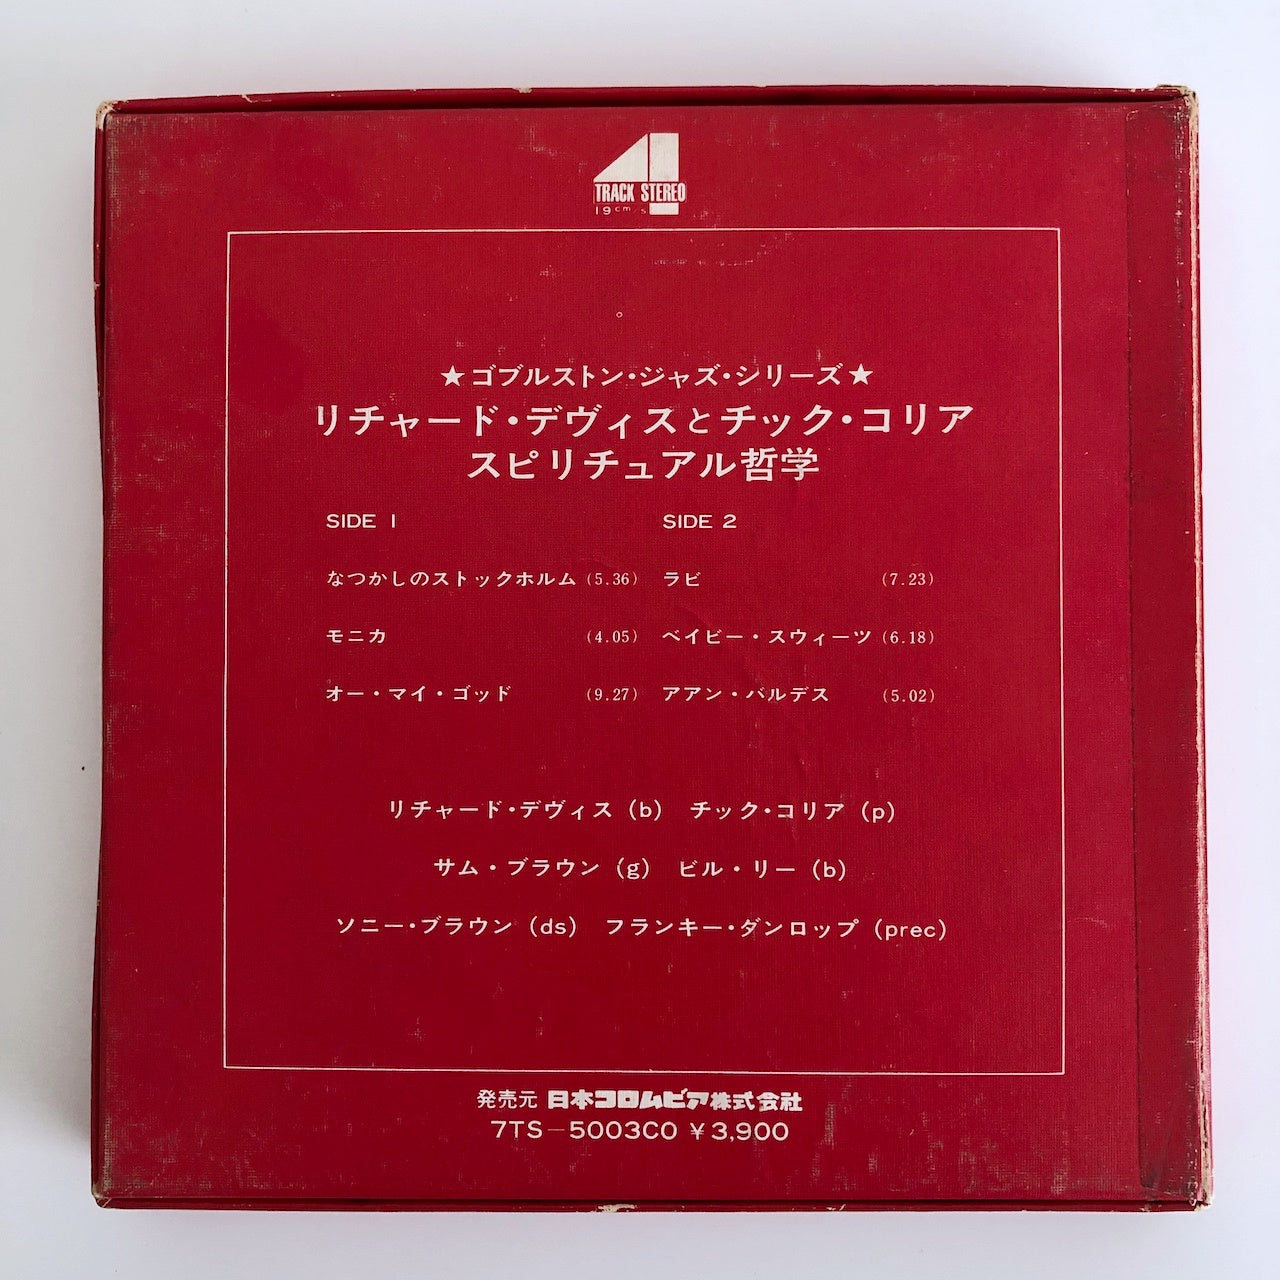 4
TRACK STEREO
19cm/s
★ゴブルストン・ジャズ・シリーズ★
リチャード・デヴィスとチック・コリア
スピリチュアル哲学
SIDE 1
なつかしのストックホルム (5.36)
モニカ (4.05)
オー・マイ・ゴッド (9.27)
SIDE 2
ラビ (7.23)
ベイビー・スウィーツ (6.18)
アアン・バルデス (5.02)
リチャード・デヴィス (b) チック・コリア (p)
サム・ブラウン (g) ビル・リー (b)
ソニー・ブラウン (ds) フランキー・ダンロップ (prec)
発売元 日本コロムビア株式会社
7TS-5003CO ¥3,900